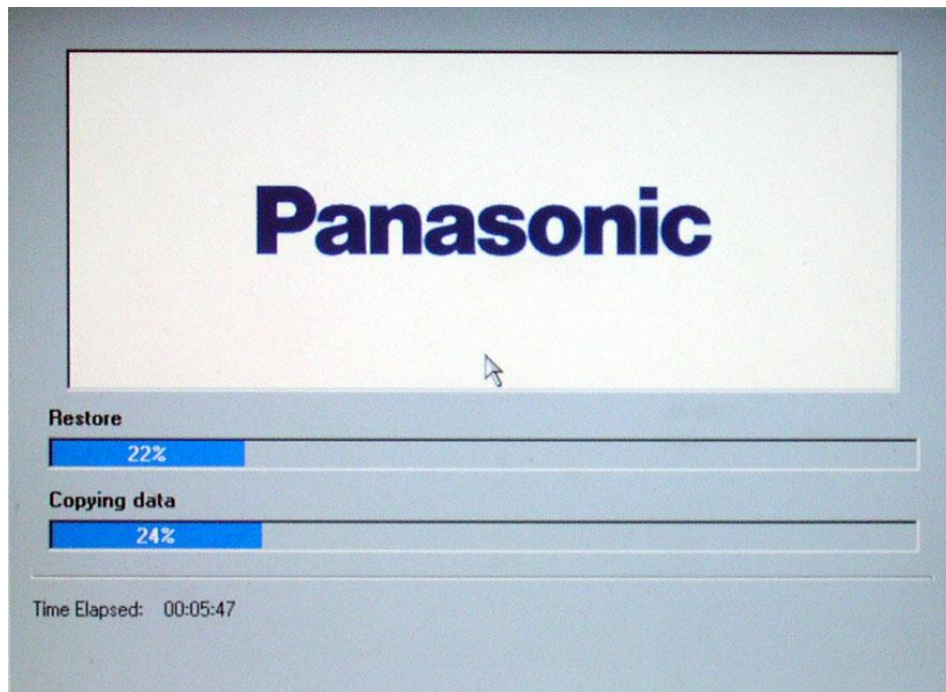 Panasonic
Restore
22%
Copying data
24%
Time Elapsed: 00:05:47